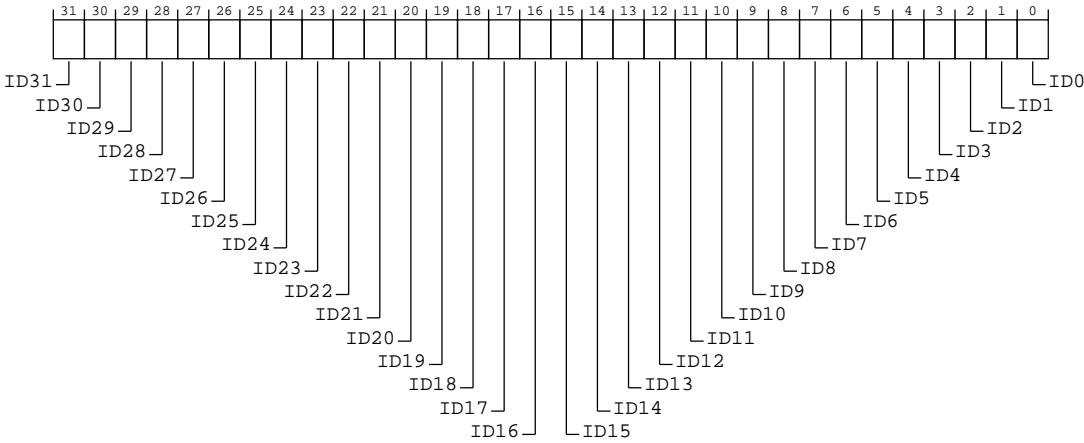 31 30 29 28 27 26 25 24 23 22 21 20 19 18 17 16 15 14 13 12 11 10 9 8 7 6 5 4 3 2 1 0
ID31 ID0
ID30 ID1
ID29 ID2
ID28 ID3
ID27 ID4
ID26 ID5
ID25 ID6
ID24 ID7
ID23 ID8
ID22 ID9
ID21 ID10
ID20 ID11
ID19 ID12
ID18 ID13
ID17 ID14
ID16 ID15